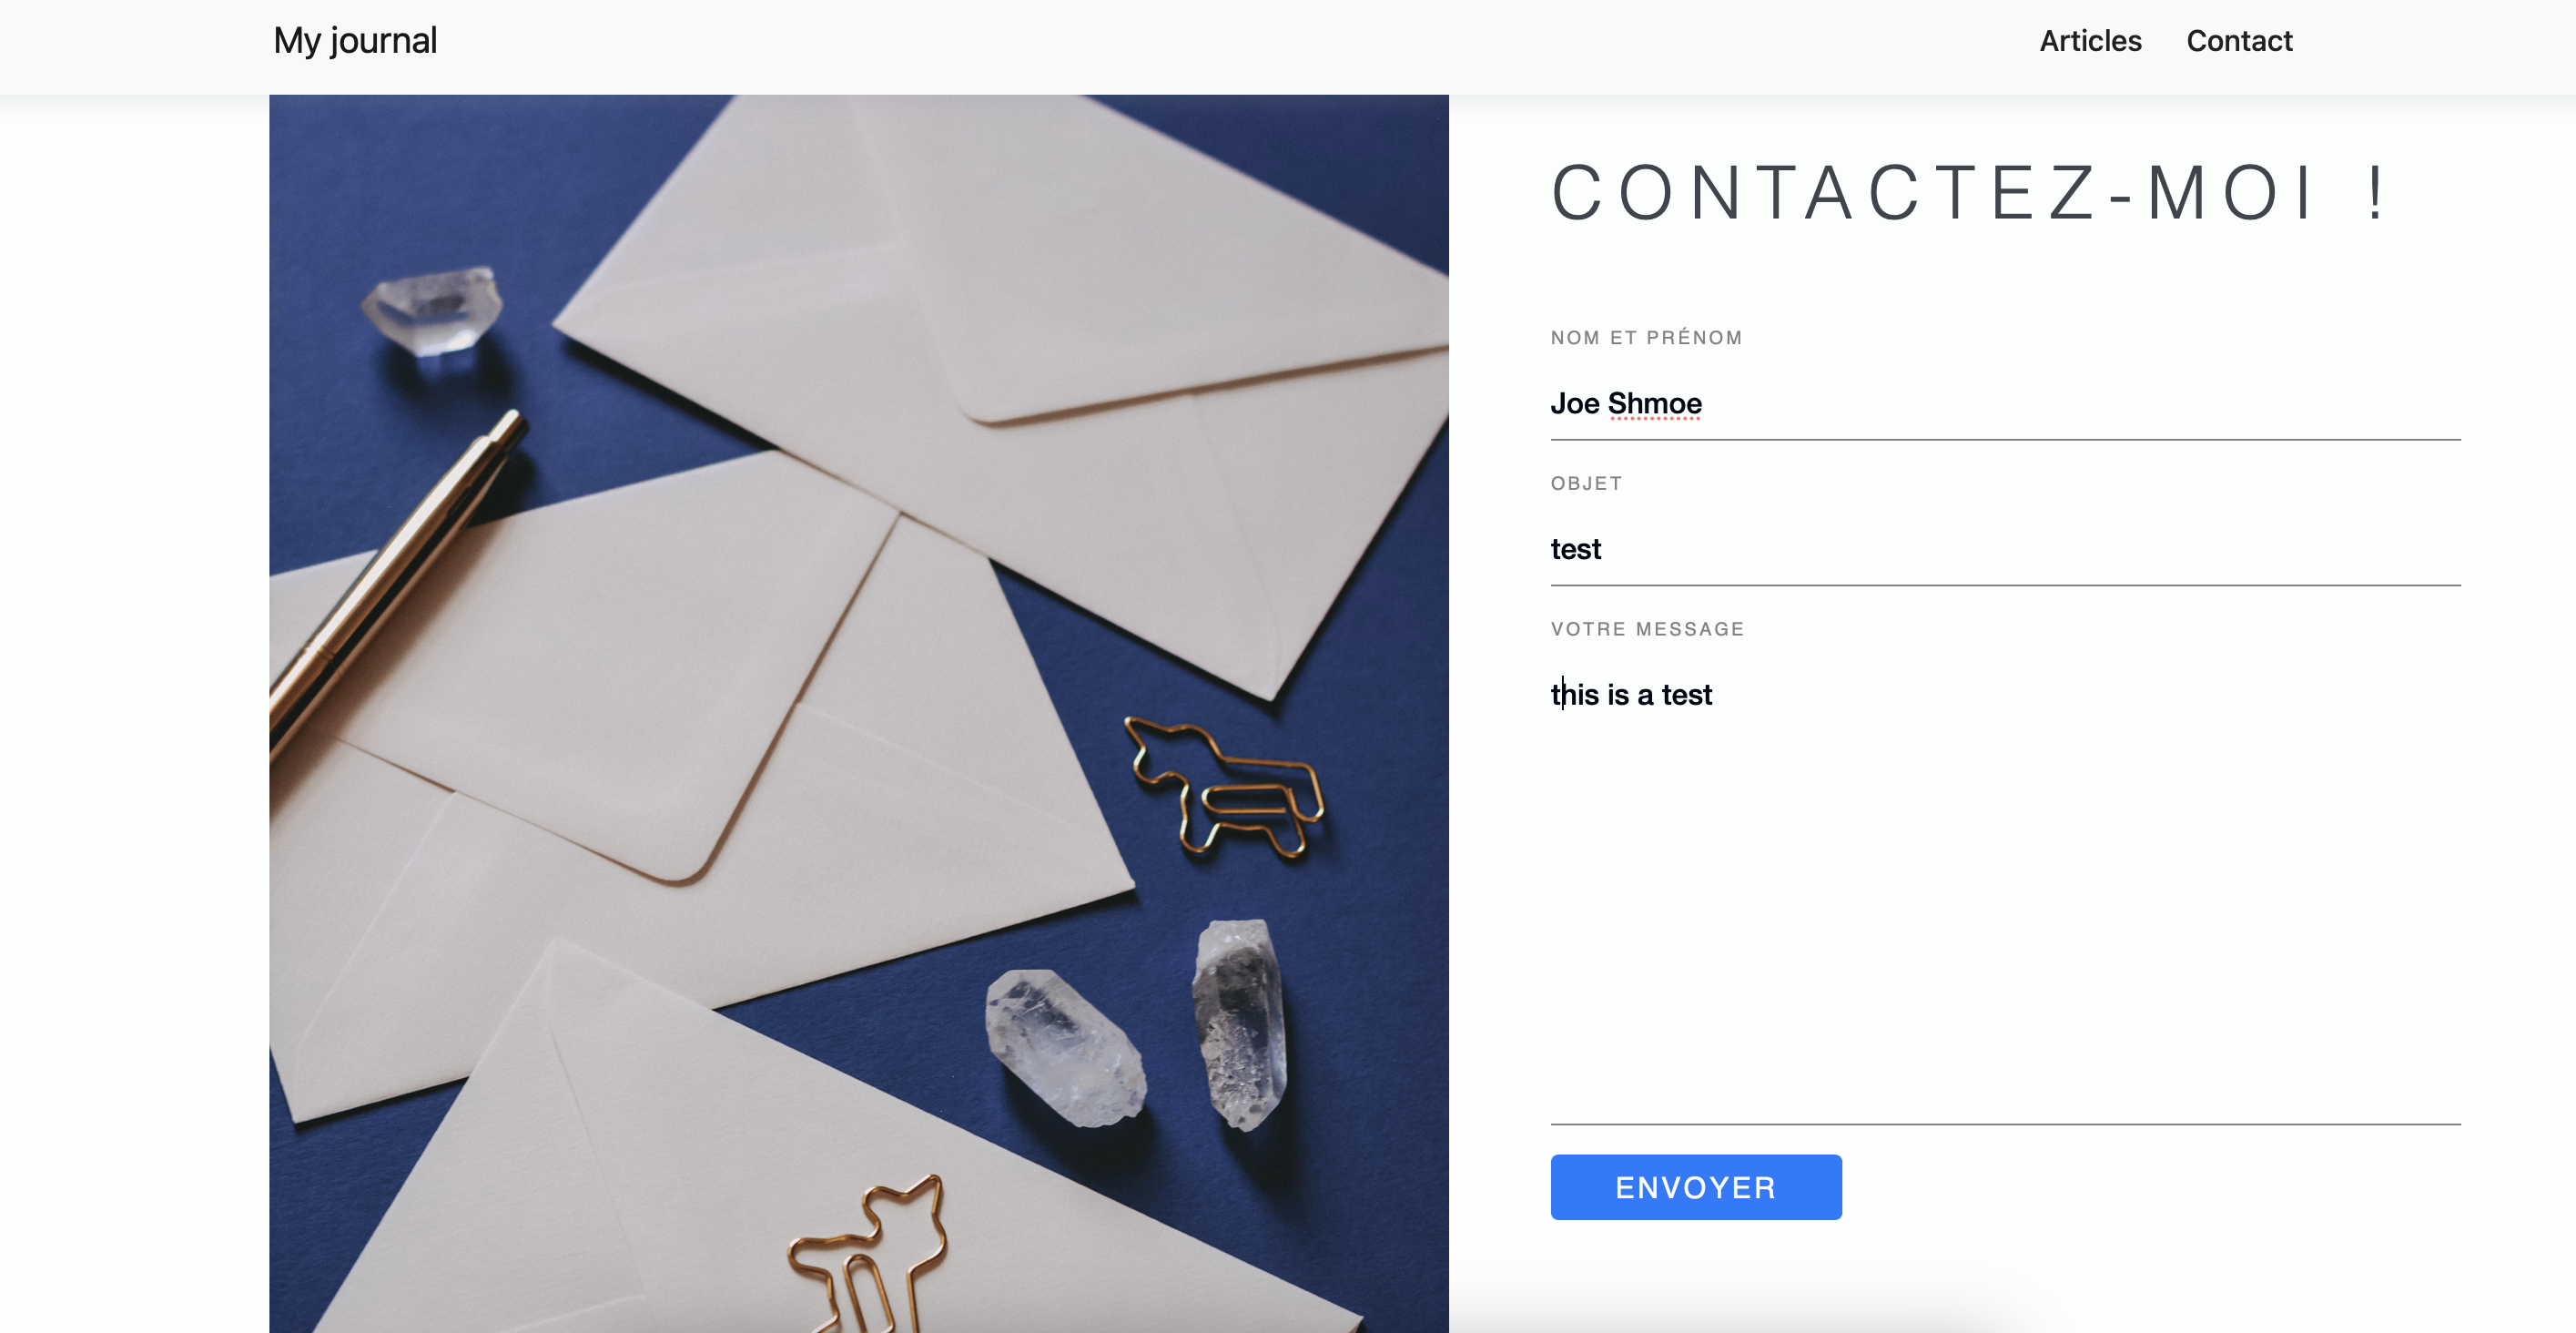 My journal
Articles
Contact
CONTACTEZ-MOI !
NOM ET PRÉNOM
Joe Shmoe
OBJET
test
VOTRE MESSAGE
this is a test
ENVOYER